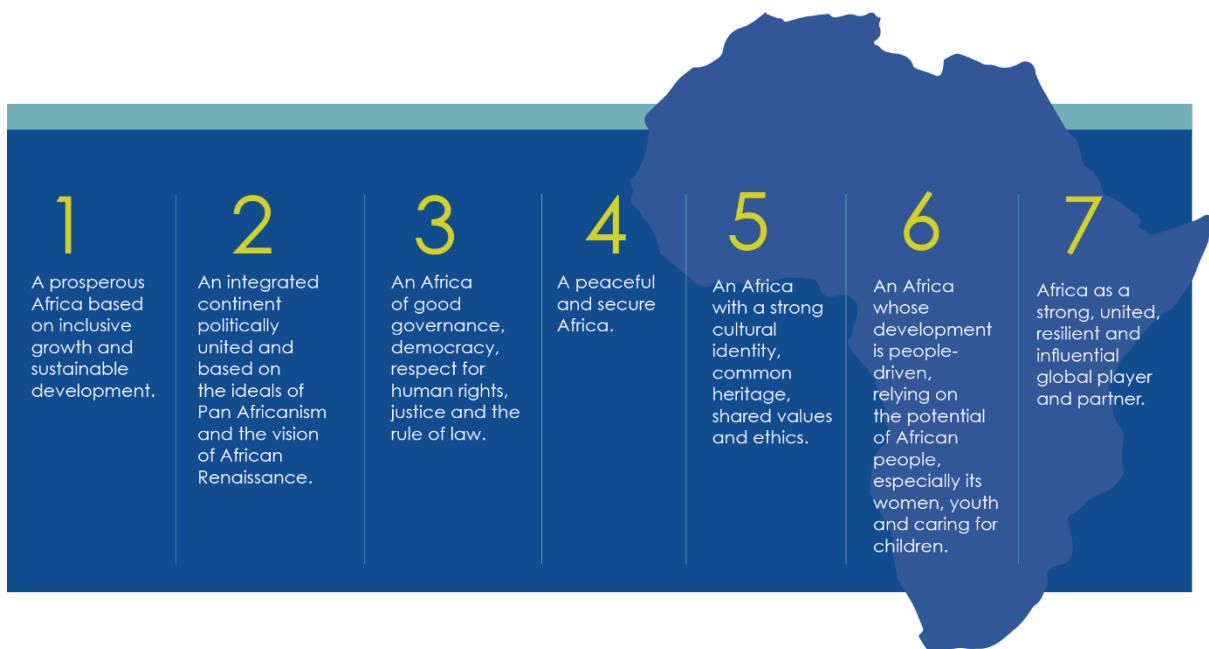 1
A prosperous
Africa based
on inclusive
growth and
sustainable
development.
2
An integrated
continent
politically
united and
based on
the ideals of
Pan Africanism
and the vision
of African
Renaissance.
3
An Africa
of good
governance,
democracy,
respect for
human rights,
justice and the
rule of law.
4
A peaceful
and secure
Africa.
5
An Africa
with a strong
cultural
identity,
common
heritage,
shared values
and ethics.
6
An Africa
whose
development
is people-
driven,
relying on
the potential
of African
people,
especially its
women, youth
and caring for
children.
7
Africa as a
strong, united,
resilient and
influential
global player
and partner.